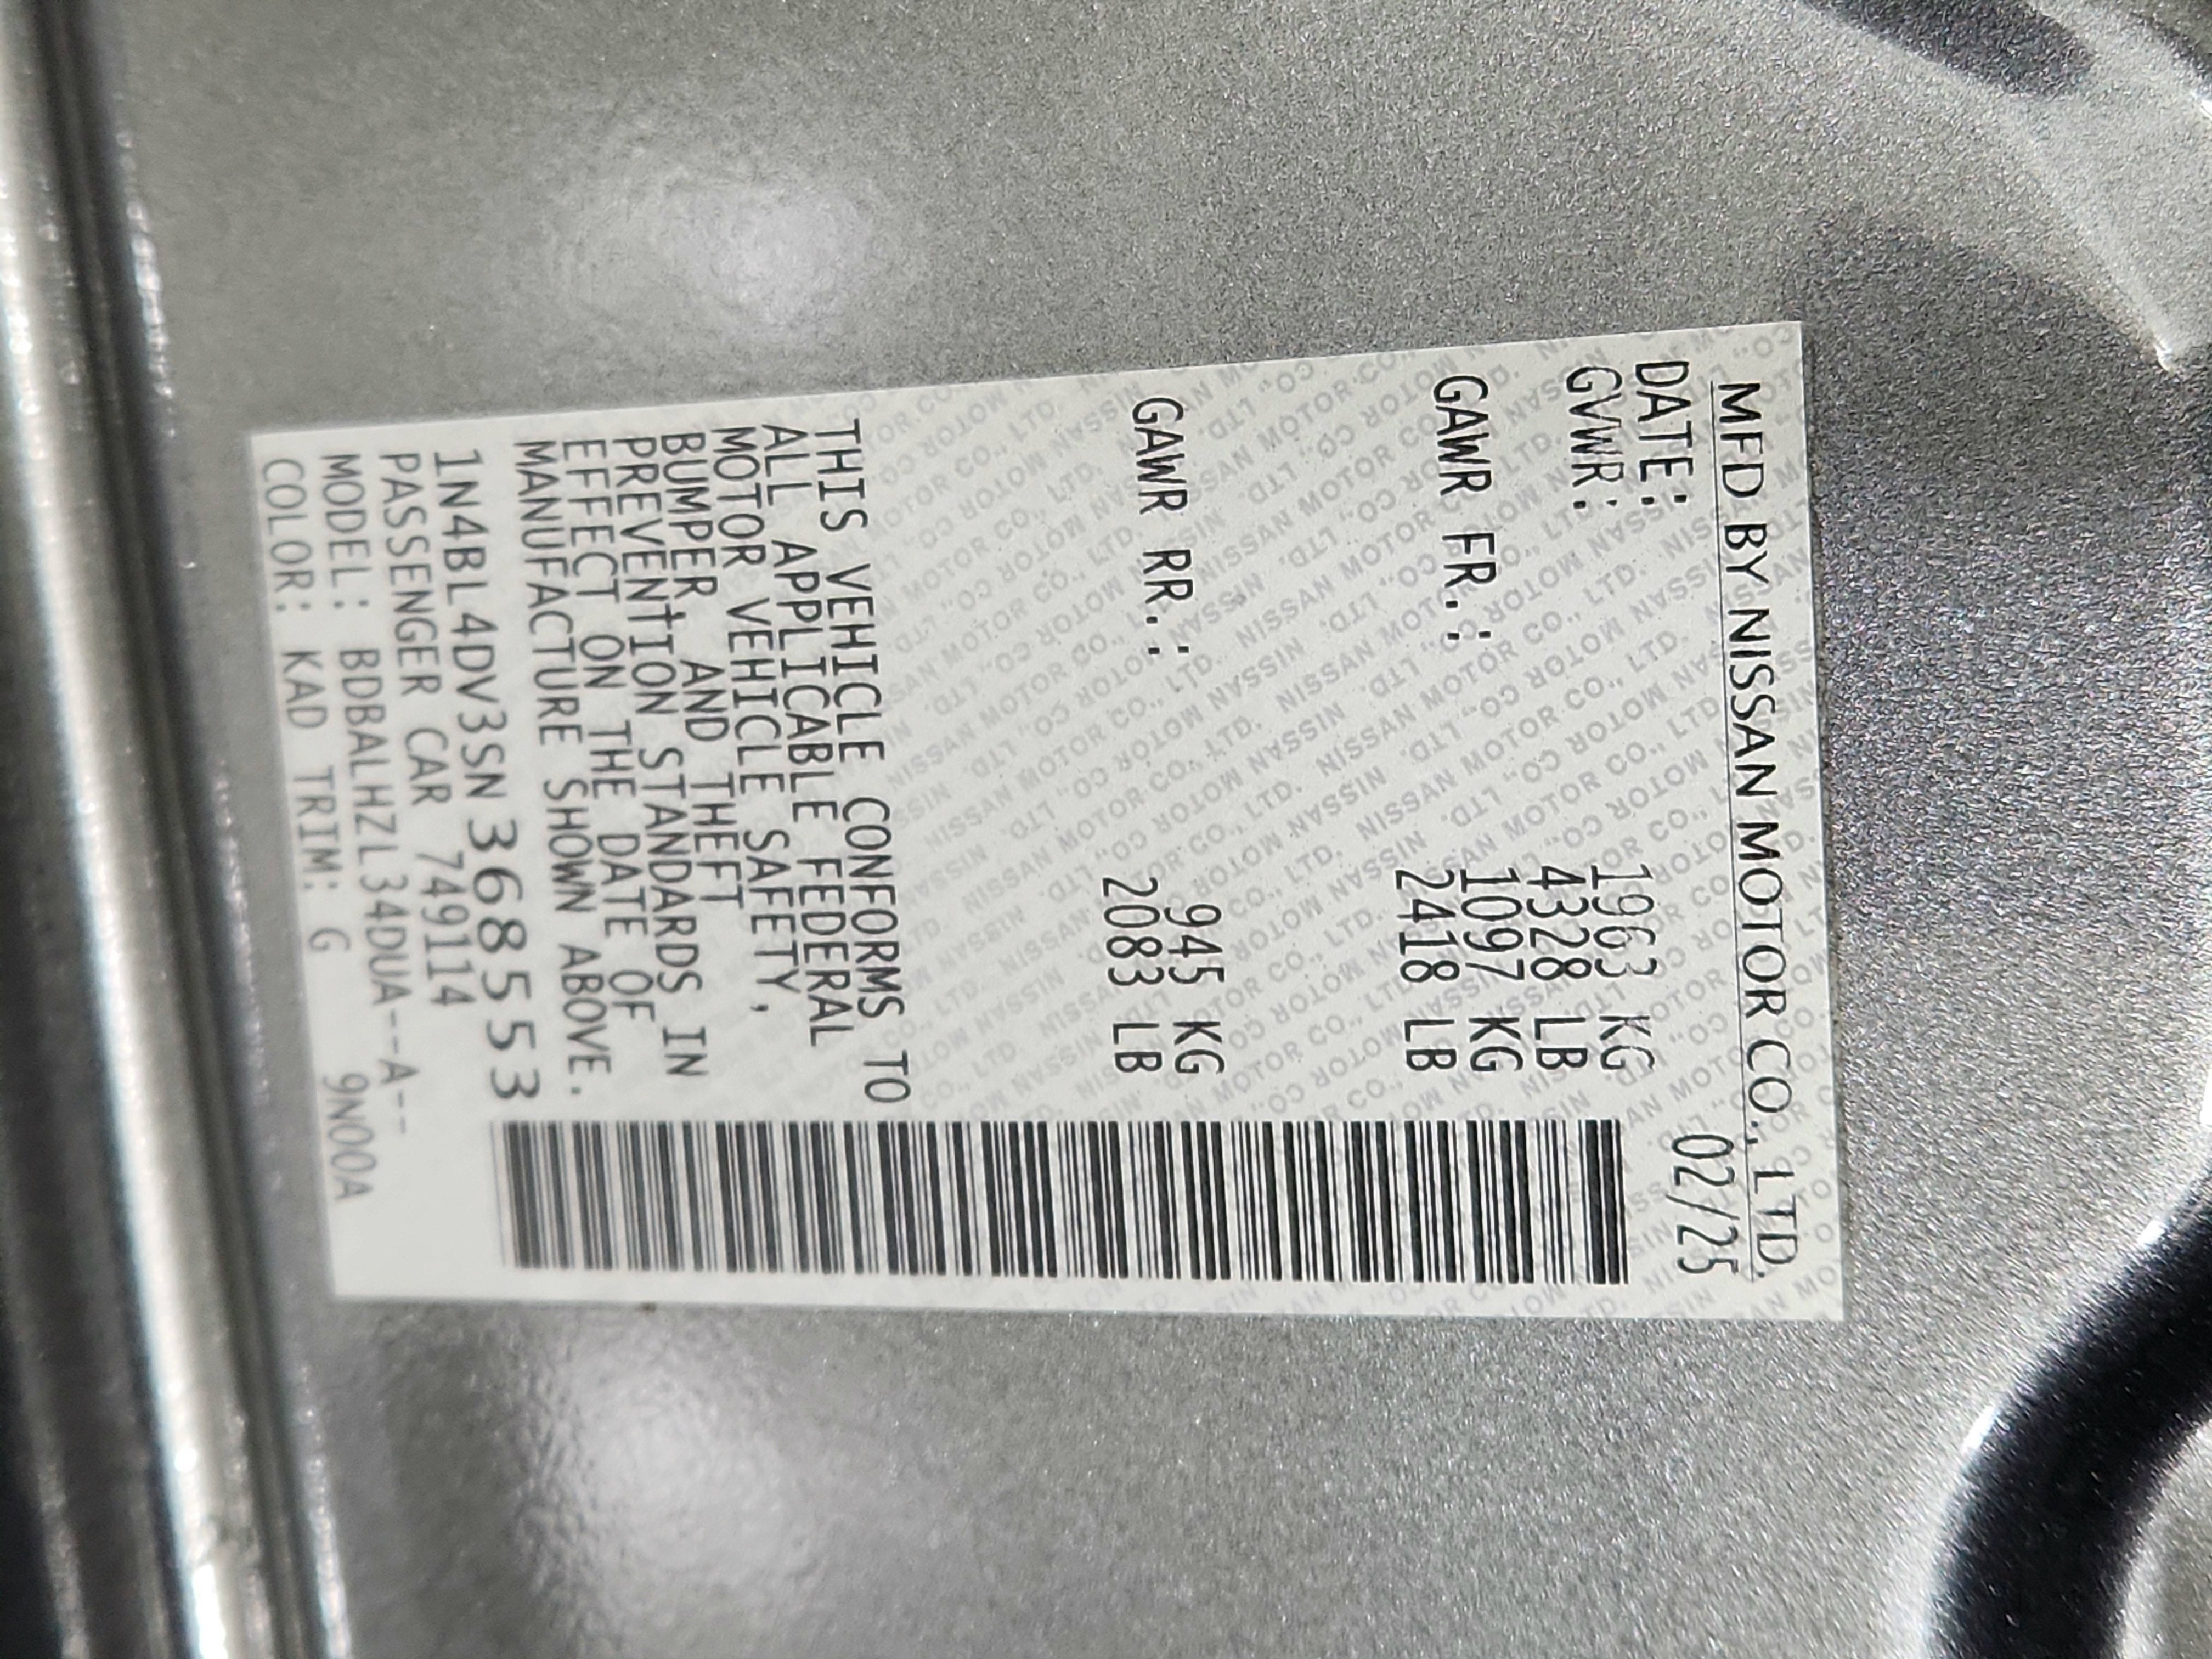 MFD BY NISSAN MOTOR CO., LTD.
DATE: 02/25
GVWR: 1963 KG
4328 LB
GAWR FR.: 1097 KG
2418 LB
GAWR RR.: 945 KG
2083 LB
THIS VEHICLE CONFORMS TO
ALL APPLICABLE FEDERAL
MOTOR VEHICLE SAFETY,
BUMPER, AND THEFT
PREVENTION STANDARDS IN
EFFECT ON THE DATE OF
MANUFACTURE SHOWN ABOVE.
1N4BL4DV3SN368553
PASSENGER CAR 749114
MODEL: BDBALHZL34DUA--A--
COLOR: KAD TRIM: G 9N00A